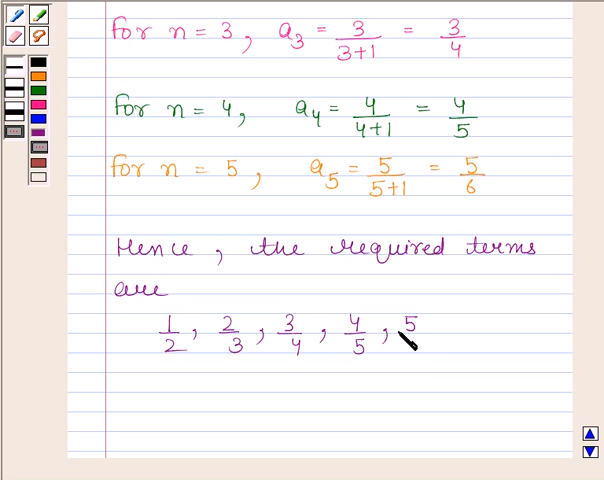 for n = 3, a₃ = 3/(3+1) = 3/4
for n = 4, a₄ = 4/(4+1) = 4/5
for n = 5, a₅ = 5/(5+1) = 5/6
Hence, the required terms
are
1/2, 2/3, 3/4, 4/5, 5